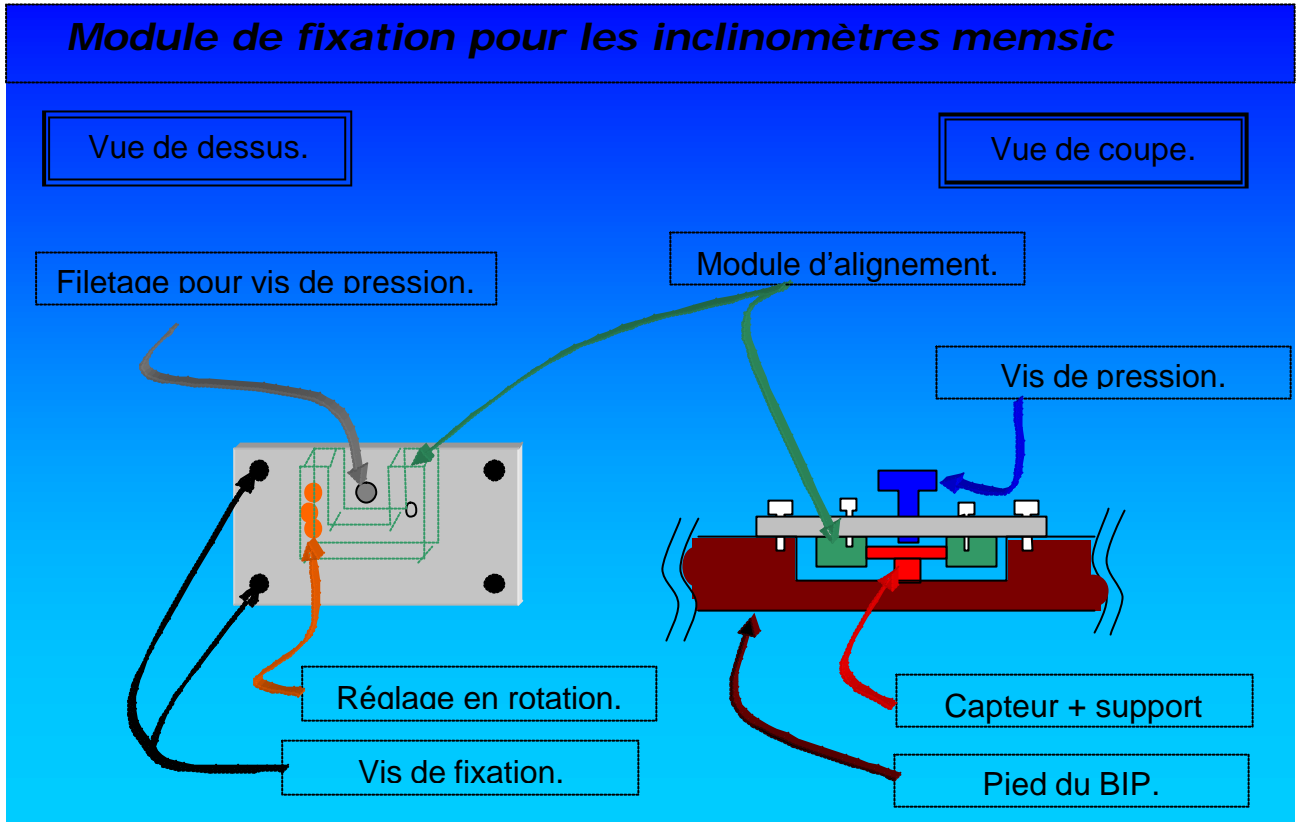 Module de fixation pour les inclinomètres memsic
Vue de dessus.
Vue de coupe.
Filetage pour vis de pression.
Module d'alignement.
Vis de pression.
Réglage en rotation.
Capteur + support
Vis de fixation.
Pied du BIP.